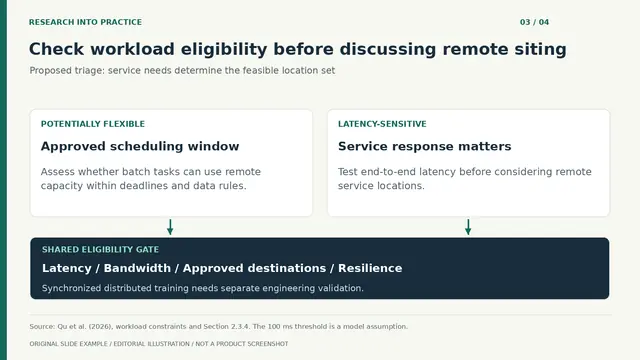 RESEARCH INTO PRACTICE
03 / 04
Check workload eligibility before discussing remote siting
Proposed triage: service needs determine the feasible location set
POTENTIALLY FLEXIBLE
Approved scheduling window
Assess whether batch tasks can use remote
capacity within deadlines and data rules.
LATENCY-SENSITIVE
Service response matters
Test end-to-end latency before considering remote
service locations.
SHARED ELIGIBILITY GATE
Latency / Bandwidth / Approved destinations / Resilience
Synchronized distributed training needs separate engineering validation.
Source: Qu et al. (2026), workload constraints and Section 2.3.4. The 100 ms threshold is a model assumption.
ORIGINAL SLIDE EXAMPLE / EDITORIAL ILLUSTRATION / NOT A PRODUCT SCREENSHOT